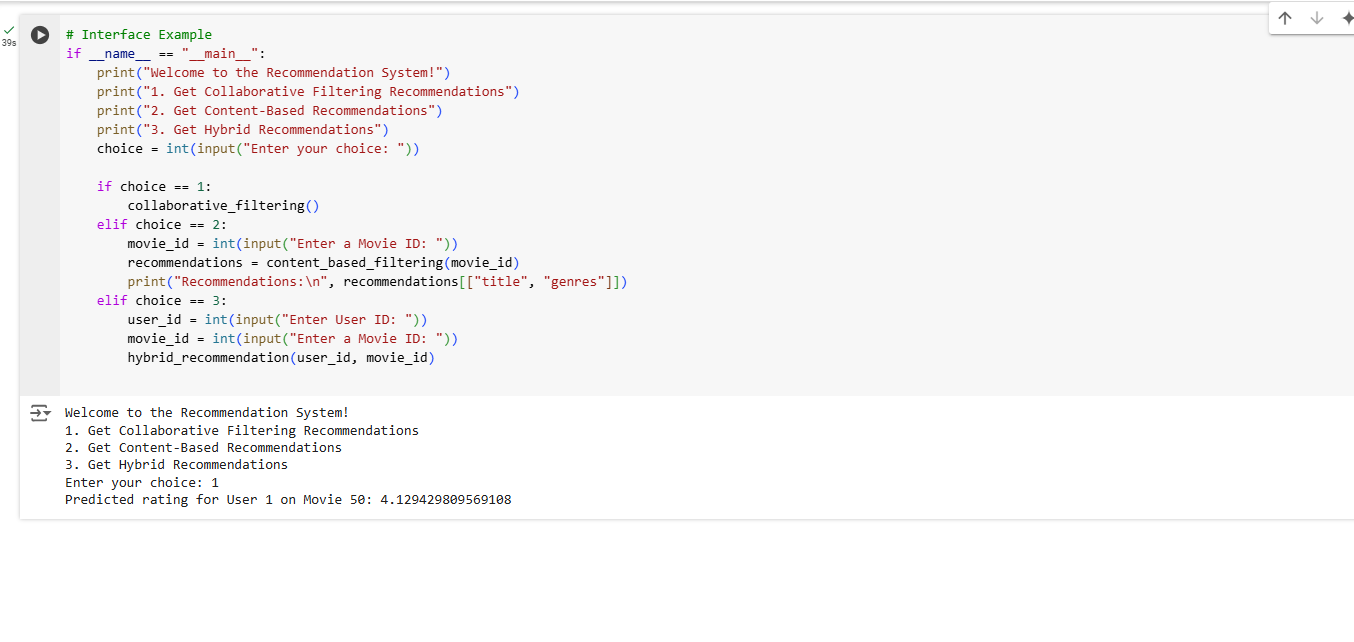 39s
# Interface Example
if __name__ == "__main__":
    print("Welcome to the Recommendation System!")
    print("1. Get Collaborative Filtering Recommendations")
    print("2. Get Content-Based Recommendations")
    print("3. Get Hybrid Recommendations")
    choice = int(input("Enter your choice: "))
    if choice == 1:
        collaborative_filtering()
    elif choice == 2:
        movie_id = int(input("Enter a Movie ID: "))
        recommendations = content_based_filtering(movie_id)
        print("Recommendations:\n", recommendations[["title", "genres"]])
    elif choice == 3:
        user_id = int(input("Enter User ID: "))
        movie_id = int(input("Enter a Movie ID: "))
        hybrid_recommendation(user_id, movie_id)
Welcome to the Recommendation System!
1. Get Collaborative Filtering Recommendations
2. Get Content-Based Recommendations
3. Get Hybrid Recommendations
Enter your choice: 1
Predicted rating for User 1 on Movie 50: 4.129429809569108